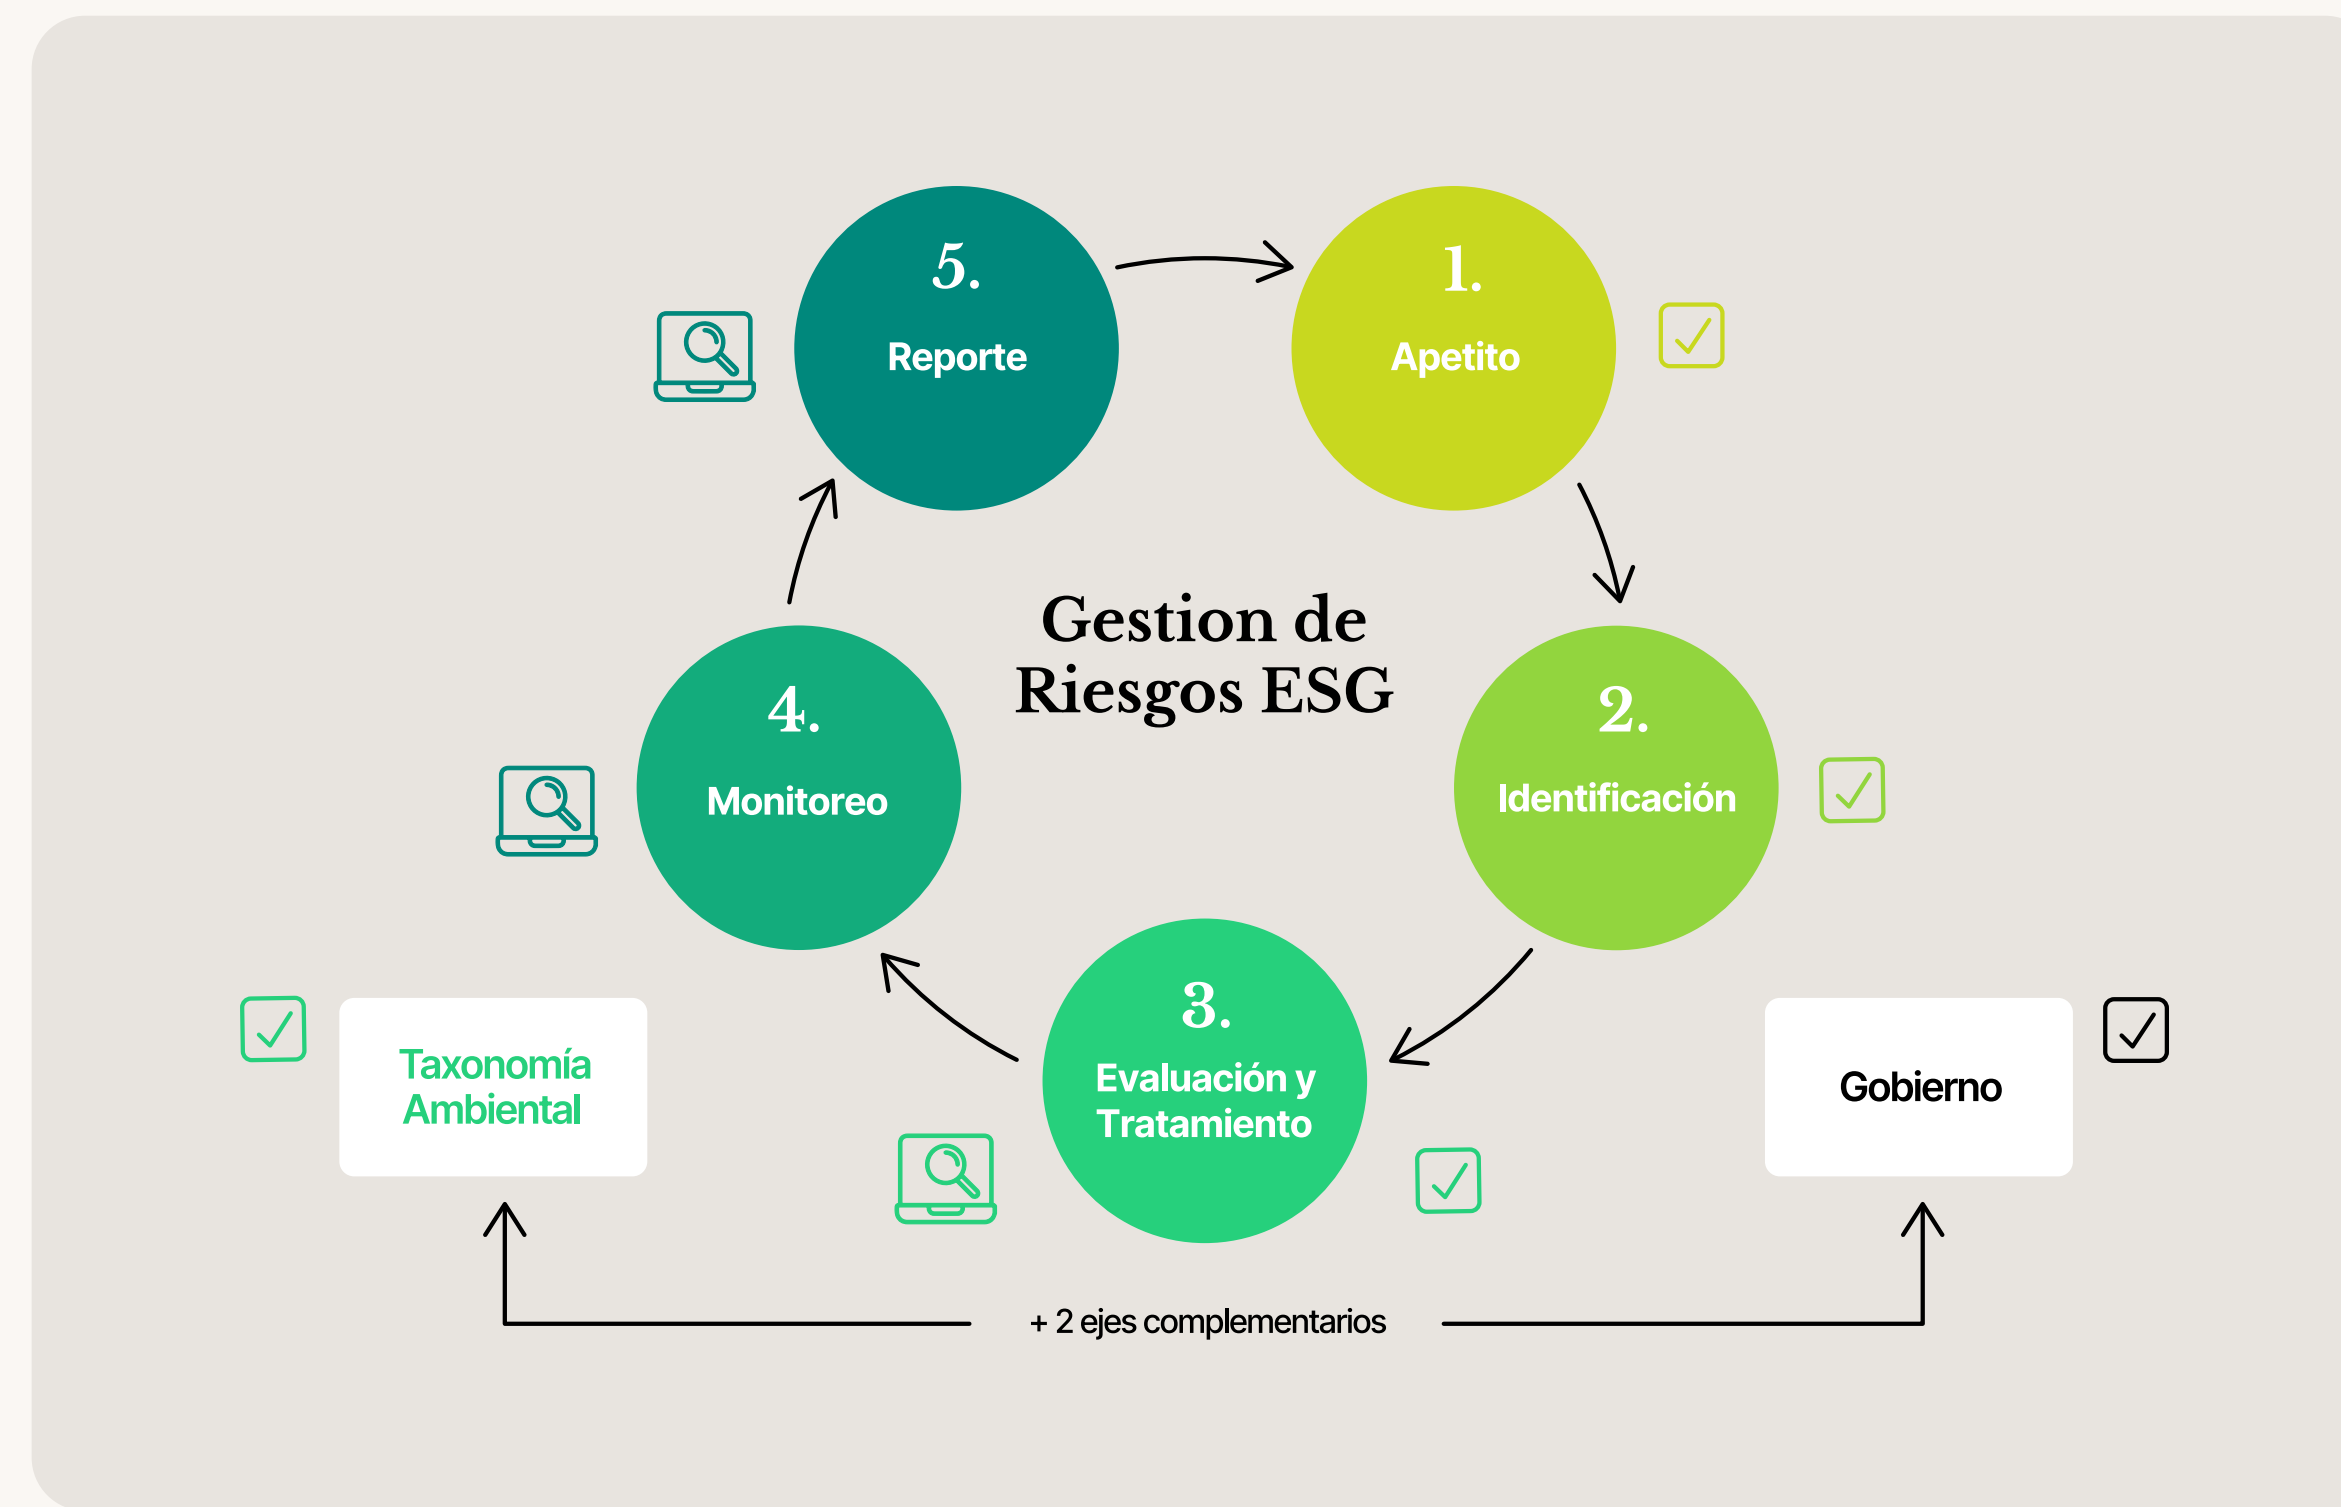 5.
Reporte
1.
Apetito
Gestion de
Riesgos ESG
4.
Monitoreo
2.
Identificación
3.
Evaluación y
Tratamiento
Taxonomía
Ambiental
Gobierno
+ 2 ejes complementarios